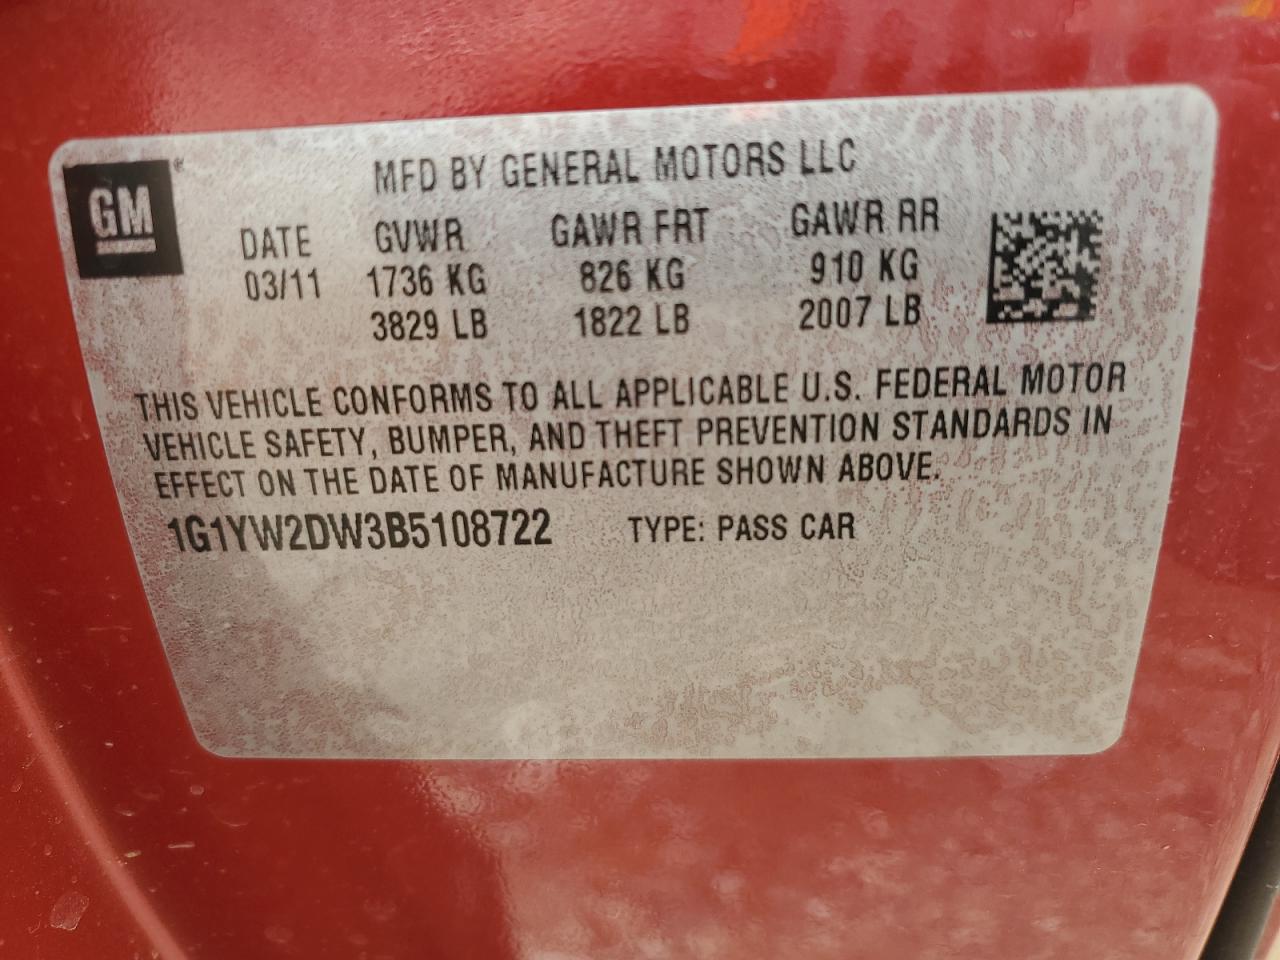 GM®
MFD BY GENERAL MOTORS LLC
DATE GVWR GAWR FRT GAWR RR
03/11 1736 KG 826 KG 910 KG
3829 LB 1822 LB 2007 LB
THIS VEHICLE CONFORMS TO ALL APPLICABLE U.S. FEDERAL MOTOR
VEHICLE SAFETY, BUMPER, AND THEFT PREVENTION STANDARDS IN
EFFECT ON THE DATE OF MANUFACTURE SHOWN ABOVE.
1G1YW2DW3B5108722 TYPE: PASS CAR